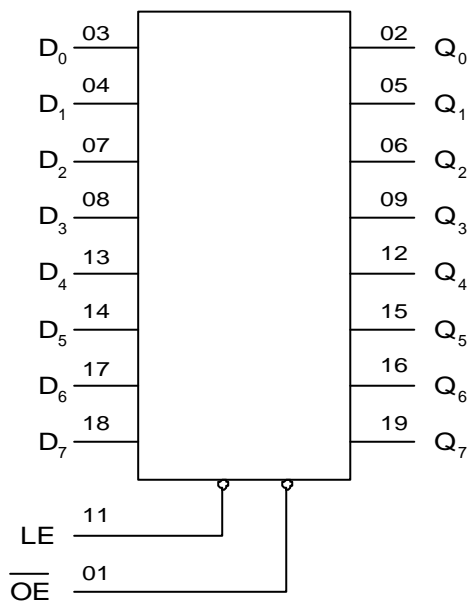 D0 03 02 Q0
D1 04 05 Q1
D2 07 06 Q2
D3 08 09 Q3
D4 13 12 Q4
D5 14 15 Q5
D6 17 16 Q6
D7 18 19 Q7
LE 11
O̅E̅ 01